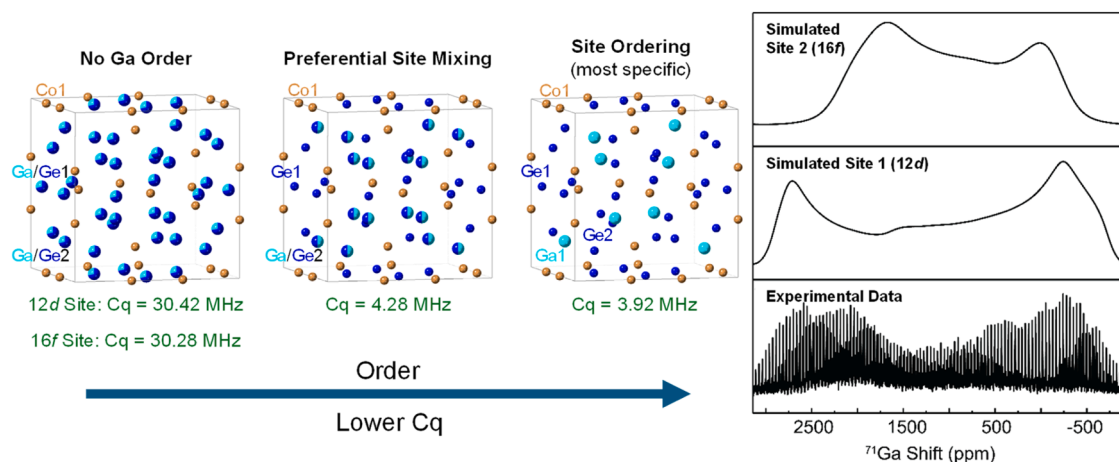 No Ga Order
Co1
Ga/Ge1
Ga/Ge2
12d Site: Cq = 30.42 MHz
16f Site: Cq = 30.28 MHz
Preferential Site Mixing
Co1
Ge1
Ga/Ge2
Cq = 4.28 MHz
Site Ordering
(most specific)
Co1
Ge1
Ge2
Ga1
Cq = 3.92 MHz
Order
Lower Cq
Simulated
Site 2 (16f)
Simulated Site 1 (12d)
Experimental Data
2500 1500 500 -500
⁷¹Ga Shift (ppm)